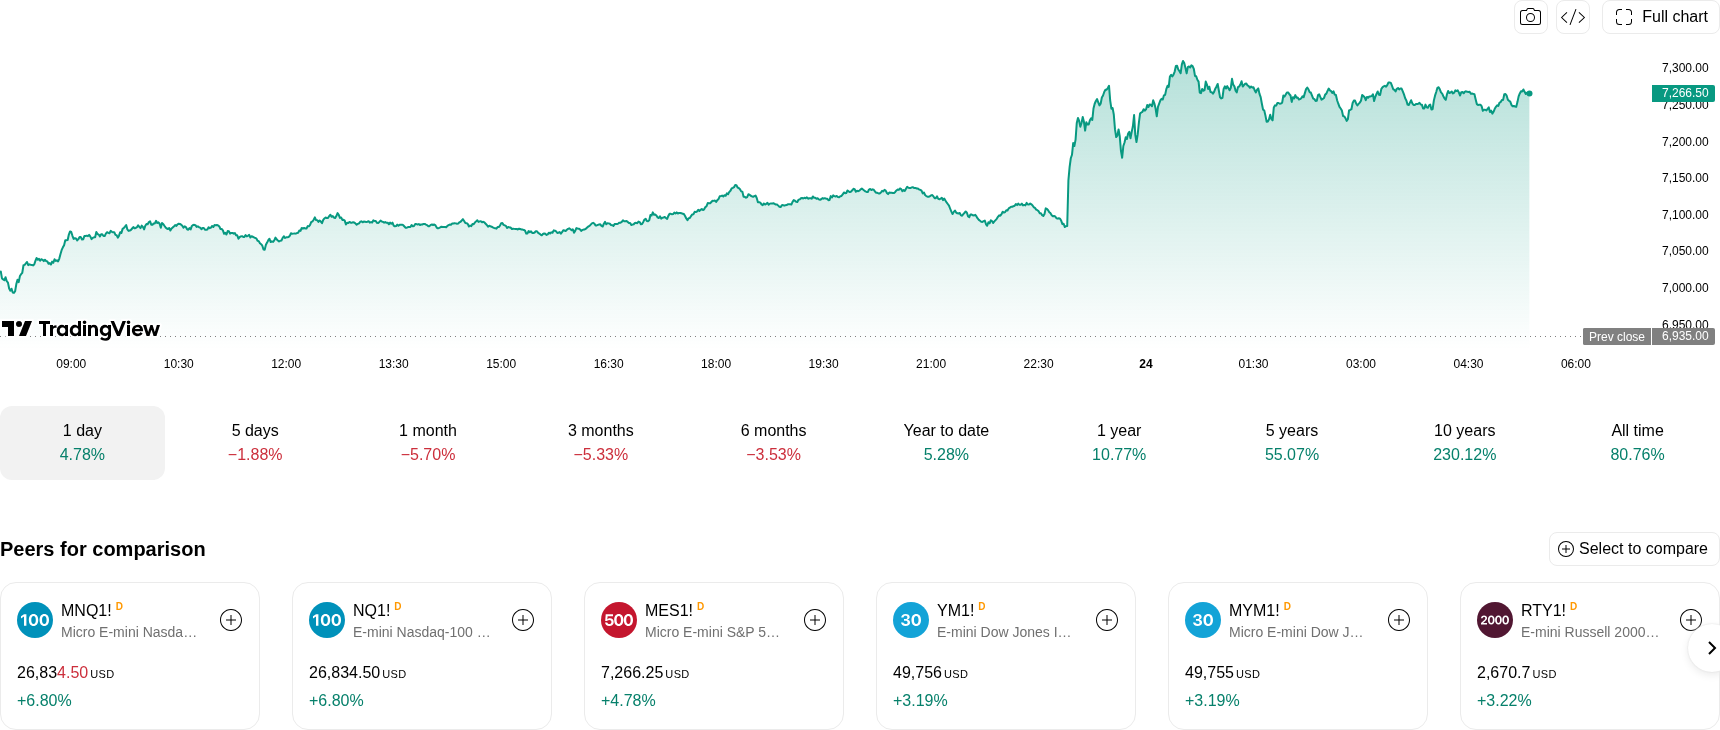 Full chart
7,300.00
7,266.50
7,250.00
7,200.00
7,150.00
7,100.00
7,050.00
7,000.00
6,950.00
Prev close 6,935.00
TradingView
09:00 10:30 12:00 13:30 15:00 16:30 18:00 19:30 21:00 22:30 24 01:30 03:00 04:30 06:00
1 day 5 days 1 month 3 months 6 months Year to date 1 year 5 years 10 years All time
4.78% −1.88% −5.70% −5.33% −3.53% 5.28% 10.77% 55.07% 230.12% 80.76%
Peers for comparison
Select to compare
100 MNQ1! D
Micro E-mini Nasda…
26,834.50 USD
+6.80%
100 NQ1! D
E-mini Nasdaq-100 …
26,834.50 USD
+6.80%
500 MES1! D
Micro E-mini S&P 5…
7,266.25 USD
+4.78%
30 YM1! D
E-mini Dow Jones I…
49,756 USD
+3.19%
30 MYM1! D
Micro E-mini Dow J…
49,755 USD
+3.19%
2000 RTY1! D
E-mini Russell 2000…
2,670.7 USD
+3.22%